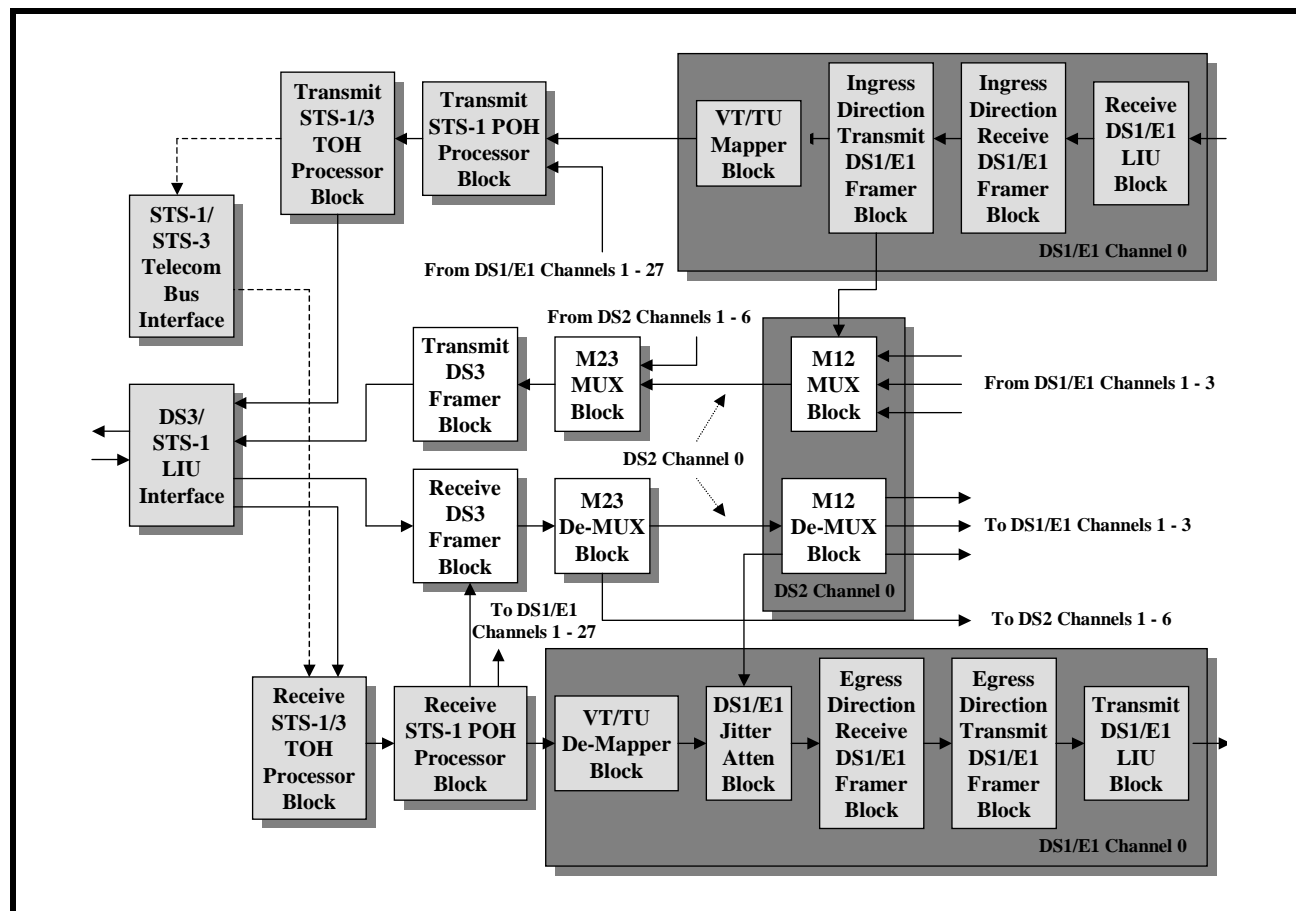 Transmit
STS-1/3
TOH
Processor
Block
Transmit
STS-1 POH
Processor
Block
VT/TU
Mapper
Block
Ingress
Direction
Transmit
DS1/E1
Framer
Block
Ingress
Direction
Receive
DS1/E1
Framer
Block
Receive
DS1/E1
LIU
Block
DS1/E1 Channel 0
STS-1/
STS-3
Telecom
Bus
Interface
From DS1/E1 Channels 1 - 27
From DS2 Channels 1 - 6
Transmit
DS3
Framer
Block
M23
MUX
Block
M12
MUX
Block
From DS1/E1 Channels 1 - 3
DS3/
STS-1
LIU
Interface
DS2 Channel 0
Receive
DS3
Framer
Block
M23
De-MUX
Block
M12
De-MUX
Block
To DS1/E1 Channels 1 - 3
DS2 Channel 0
To DS1/E1
Channels 1 - 27
To DS2 Channels 1 - 6
Receive
STS-1/3
TOH
Processor
Block
Receive
STS-1 POH
Processor
Block
VT/TU
De-Mapper
Block
DS1/E1
Jitter
Atten
Block
Egress
Direction
Receive
DS1/E1
Framer
Block
Egress
Direction
Transmit
DS1/E1
Framer
Block
Transmit
DS1/E1
LIU
Block
DS1/E1 Channel 0